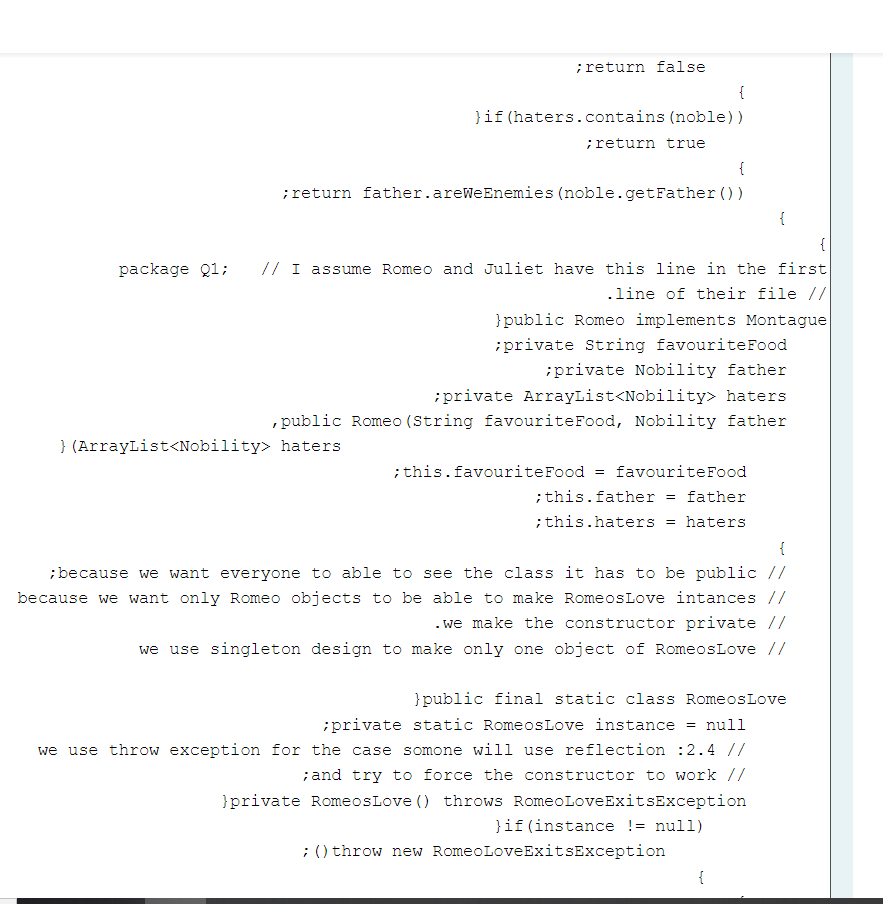 ;return false
{
}if(haters.contains(noble))
;return true
{
;return father.areWeEnemies(noble.getFather())
{
{
package Q1;   // I assume Romeo and Juliet have this line in the first
.line of their file //
}public Romeo implements Montague
;private String favouriteFood
;private Nobility father
;private ArrayList<Nobility> haters
,public Romeo(String favouriteFood, Nobility father
}(ArrayList<Nobility> haters
;this.favouriteFood = favouriteFood
;this.father = father
;this.haters = haters
{
;because we want everyone to able to see the class it has to be public //
because we want only Romeo objects to be able to make RomeosLove intances //
.we make the constructor private //
we use singleton design to make only one object of RomeosLove //
}public final static class RomeosLove
;private static RomeosLove instance = null
we use throw exception for the case somone will use reflection :2.4 //
;and try to force the constructor to work //
}private RomeosLove() throws RomeoLoveExitsException
}if(instance != null)
;()throw new RomeoLoveExitsException
{